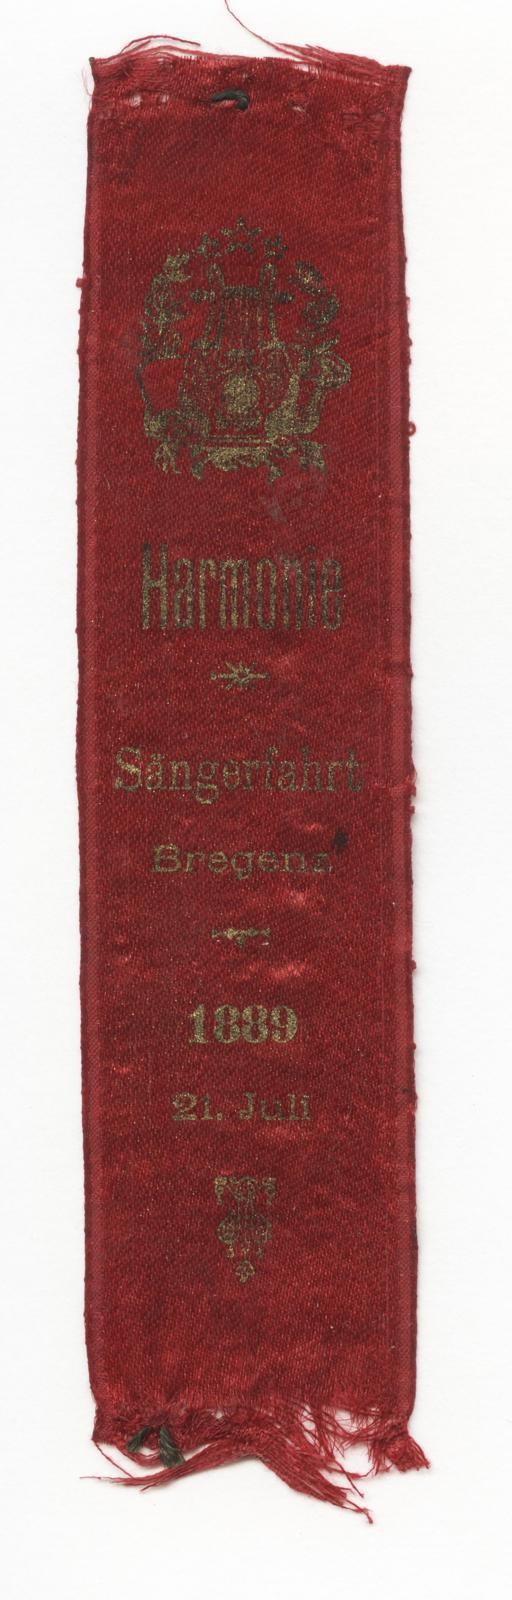 Harmonie
Sängerfahrt
Bregenz
1889
21. Juli